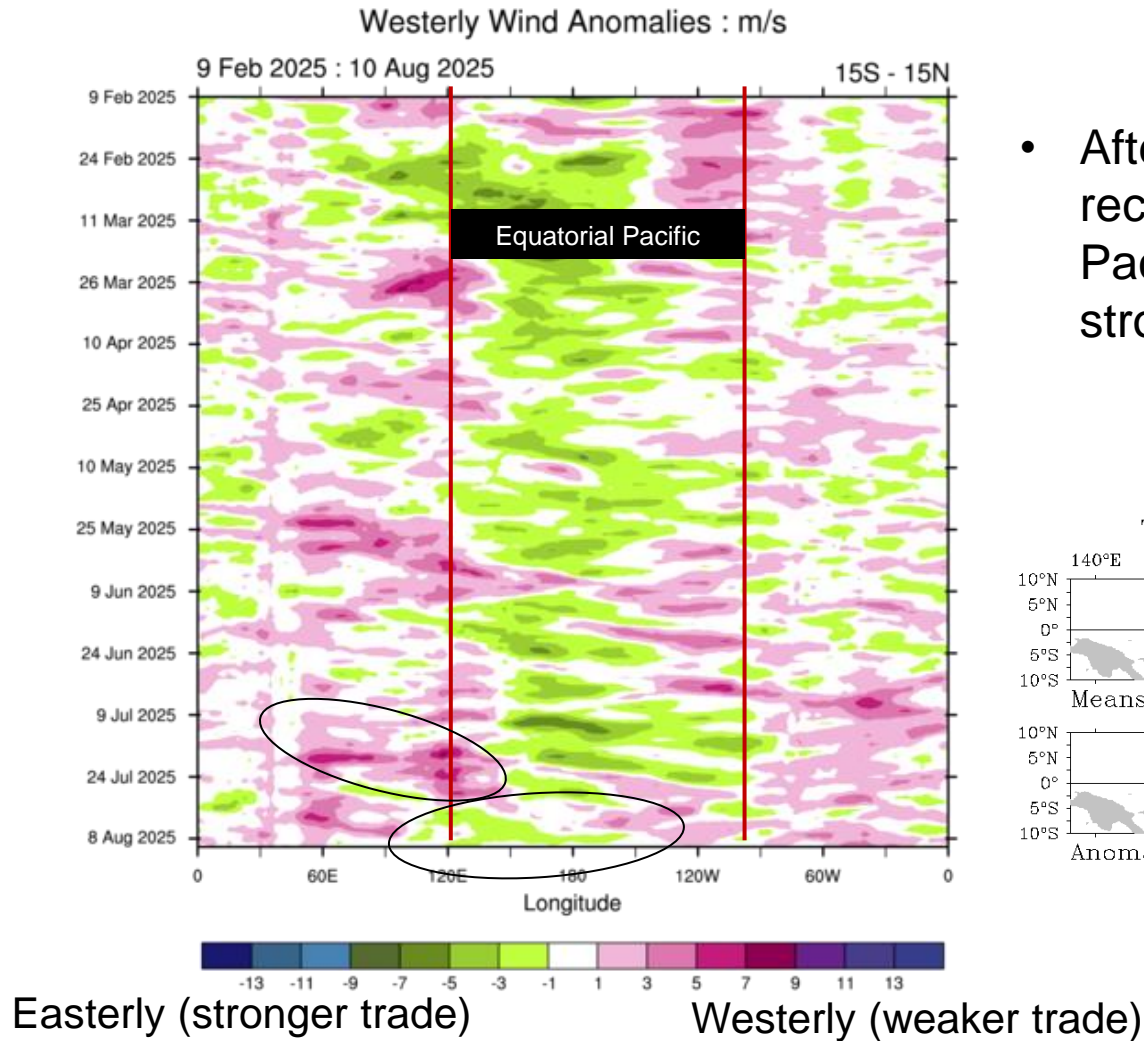 Westerly Wind Anomalies : m/s
9 Feb 2025 : 10 Aug 2025
15S - 15N
9 Feb 2025
24 Feb 2025
11 Mar 2025
26 Mar 2025
10 Apr 2025
25 Apr 2025
10 May 2025
25 May 2025
9 Jun 2025
24 Jun 2025
9 Jul 2025
24 Jul 2025
8 Aug 2025
Equatorial Pacific
0 60E 120E 180 120W 60W 0
Longitude
-13 -11 -9 -7 -5 -3 -1 1 3 5 7 9 11 13
Easterly (stronger trade)
Westerly (weaker trade)
•
140°E
10°N
5°N
0°
5°S
10°S
10°N
5°N
0°
5°S
10°S